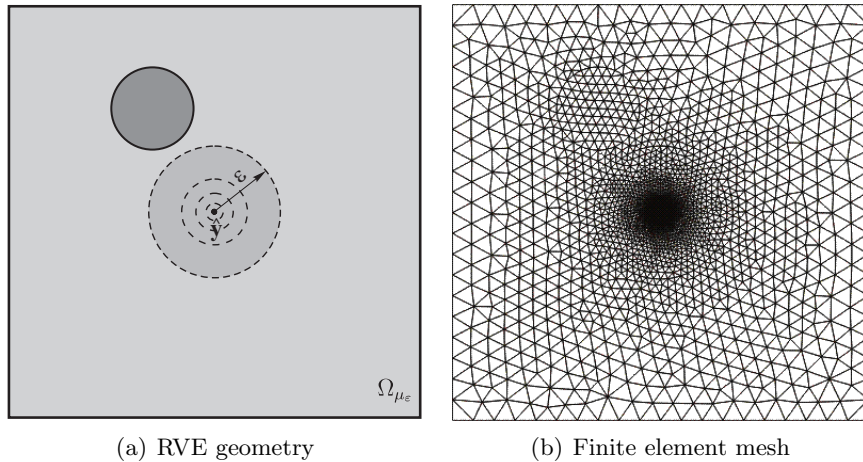 ε
ŷ
Ω_{μ_ε}
(a) RVE geometry
(b) Finite element mesh